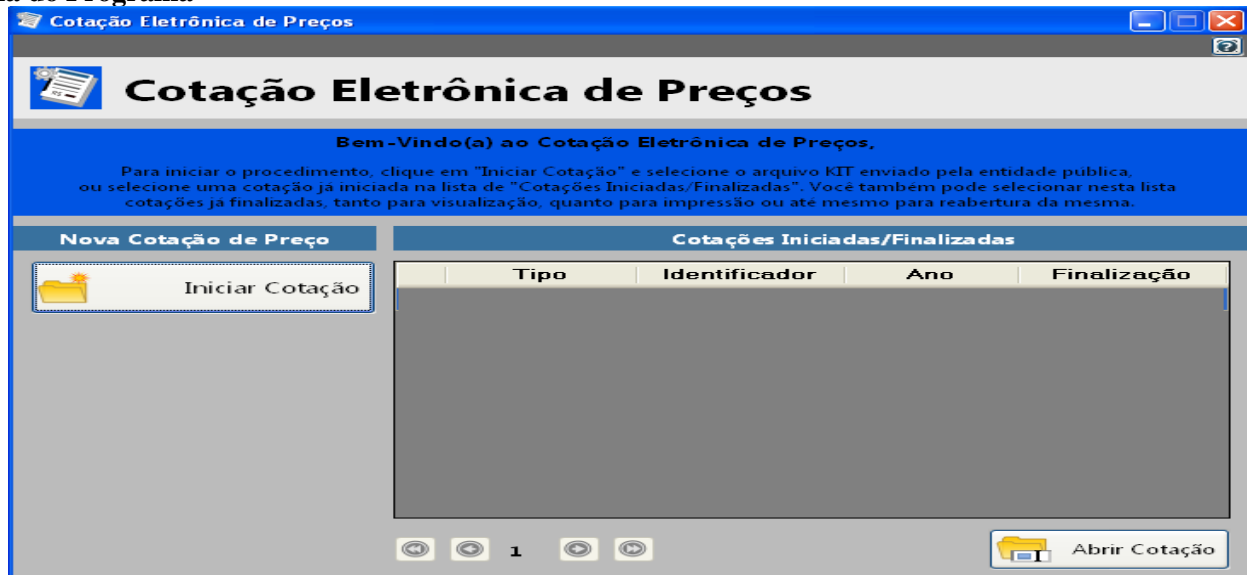 Cotação Eletrônica de Preços
Cotação Eletrônica de Preços
Bem-Vindo(a) ao Cotação Eletrônica de Preços,
Para iniciar o procedimento, clique em "Iniciar Cotação" e selecione o arquivo KIT enviado pela entidade pública,
ou selecione uma cotação já iniciada na lista de "Cotações Iniciadas/Finalizadas". Você também pode selecionar nesta lista
cotações já finalizadas, tanto para visualização, quanto para impressão ou até mesmo para reabertura da mesma.
Nova Cotação de Preço
Cotações Iniciadas/Finalizadas
Iniciar Cotação
Tipo Identificador Ano Finalização
1
Abrir Cotação